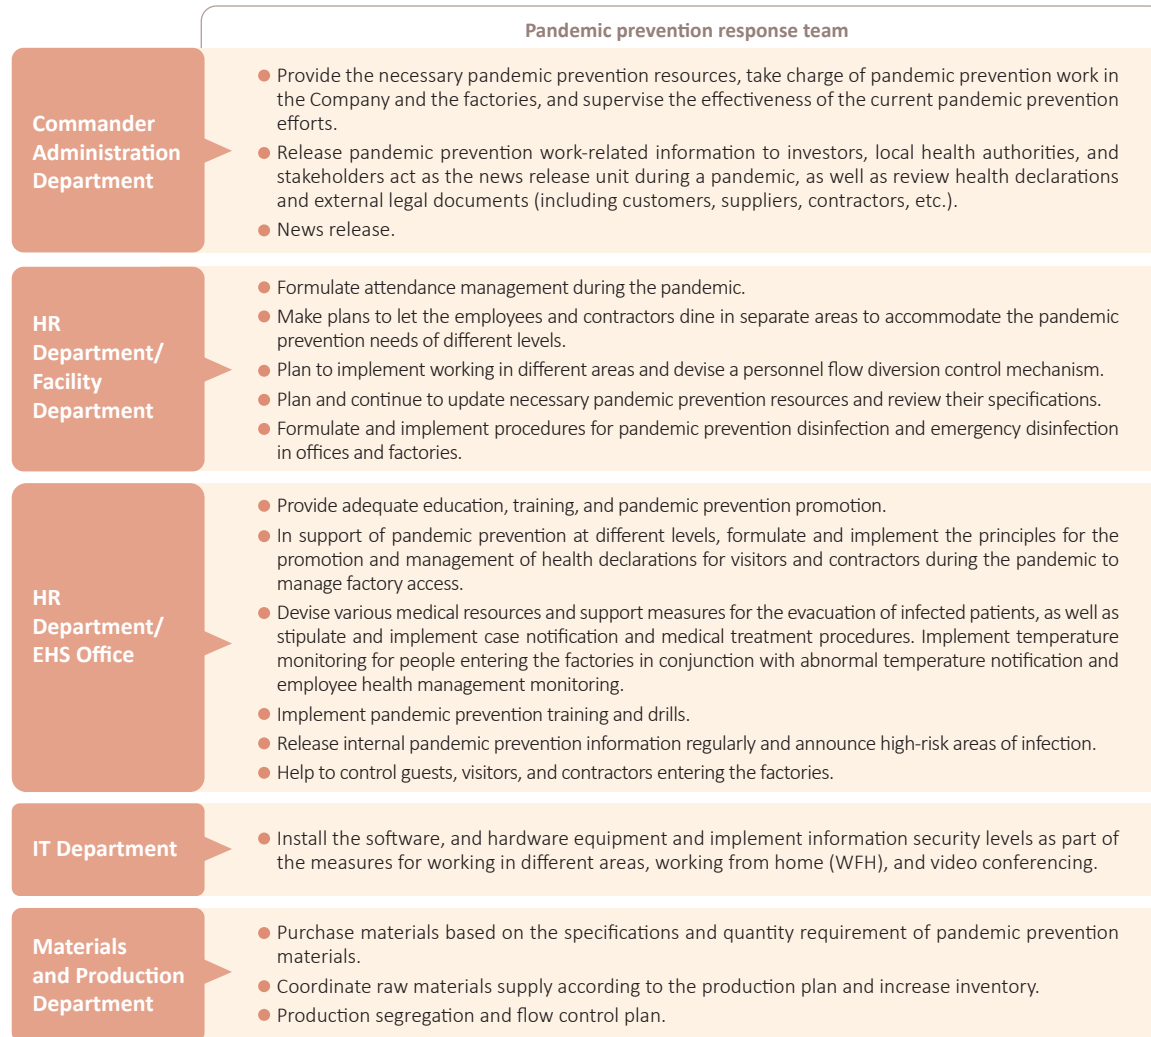 Pandemic prevention response team
Commander
Administration
Department
● Provide the necessary pandemic prevention resources, take charge of pandemic prevention work in
the Company and the factories, and supervise the effectiveness of the current pandemic prevention
efforts.
● Release pandemic prevention work-related information to investors, local health authorities, and
stakeholders act as the news release unit during a pandemic, as well as review health declarations
and external legal documents (including customers, suppliers, contractors, etc.).
● News release.
HR
Department/
Facility
Department
● Formulate attendance management during the pandemic.
● Make plans to let the employees and contractors dine in separate areas to accommodate the pandemic
prevention needs of different levels.
● Plan to implement working in different areas and devise a personnel flow diversion control mechanism.
● Plan and continue to update necessary pandemic prevention resources and review their specifications.
● Formulate and implement procedures for pandemic prevention disinfection and emergency disinfection
in offices and factories.
HR
Department/
EHS Office
● Provide adequate education, training, and pandemic prevention promotion.
● In support of pandemic prevention at different levels, formulate and implement the principles for the
promotion and management of health declarations for visitors and contractors during the pandemic to
manage factory access.
● Devise various medical resources and support measures for the evacuation of infected patients, as well as
stipulate and implement case notification and medical treatment procedures. Implement temperature
monitoring for people entering the factories in conjunction with abnormal temperature notification and
employee health management monitoring.
● Implement pandemic prevention training and drills.
● Release internal pandemic prevention information regularly and announce high-risk areas of infection.
● Help to control guests, visitors, and contractors entering the factories.
IT Department
● Install the software, and hardware equipment and implement information security levels as part of
the measures for working in different areas, working from home (WFH), and video conferencing.
Materials
and Production
Department
● Purchase materials based on the specifications and quantity requirement of pandemic prevention
materials.
● Coordinate raw materials supply according to the production plan and increase inventory.
● Production segregation and flow control plan.